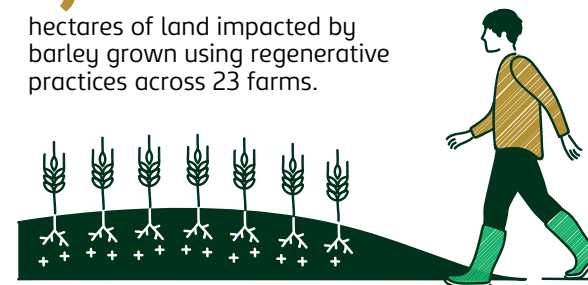 hectares of land impacted by
barley grown using regenerative
practices across 23 farms.